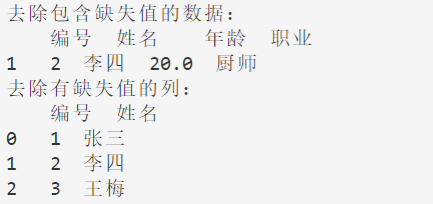 去除包含缺失值的数据：
编号 姓名 年龄 职业
1 2 李四 20.0 厨师
去除有缺失值的列：
编号 姓名
0 1 张三
1 2 李四
2 3 王梅